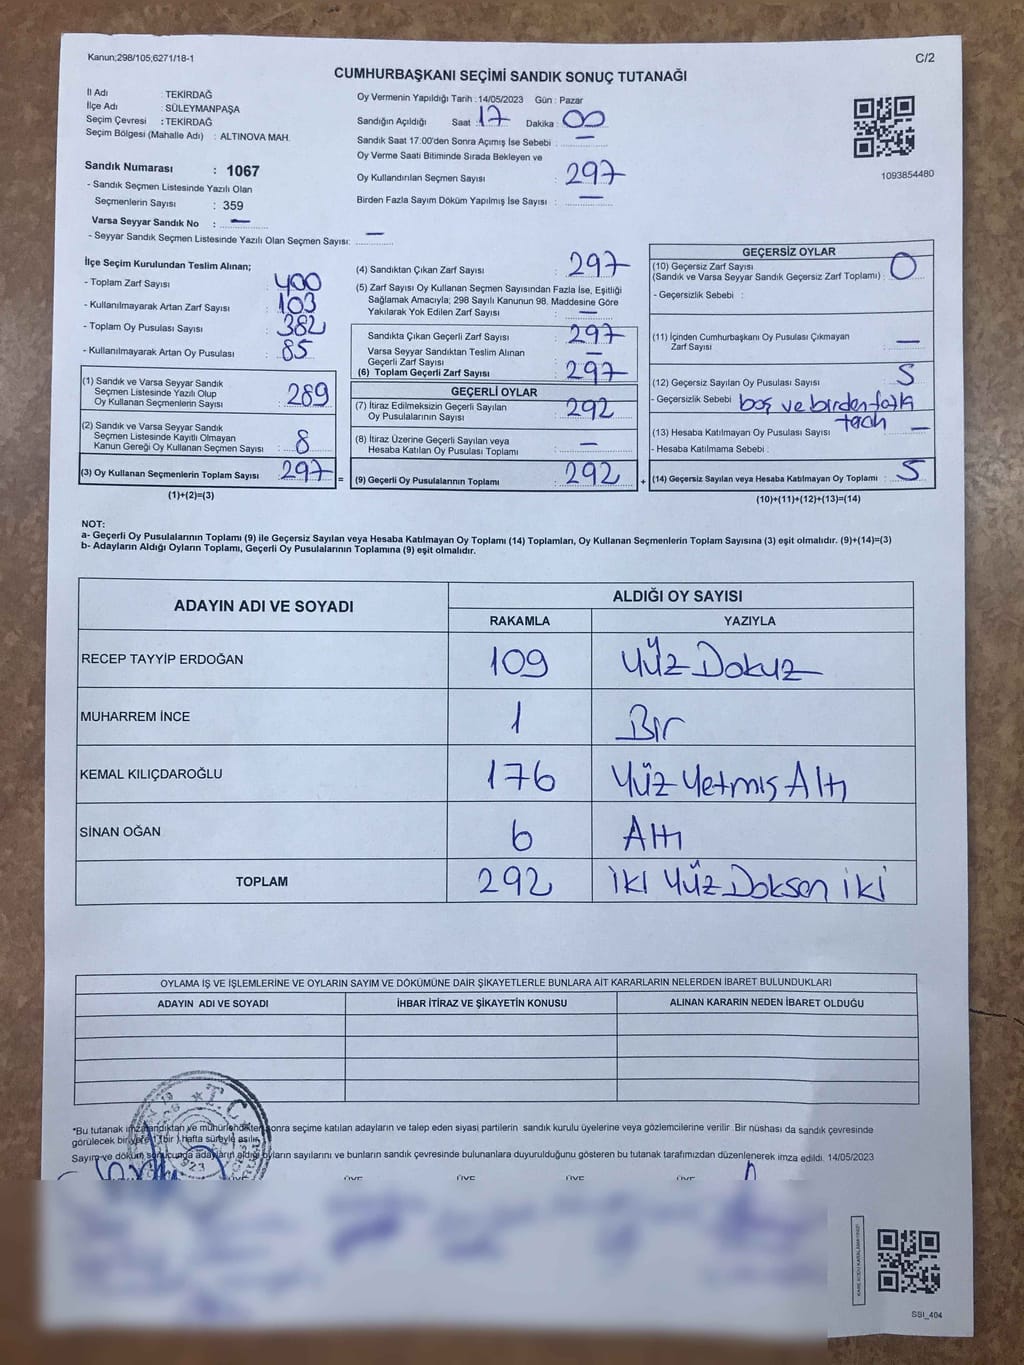 Kanun;298/105;6271/18-1
C/2
CUMHURBAŞKANI SEÇİMİ SANDIK SONUÇ TUTANAĞI
İl Adı : TEKİRDAĞ
İlçe Adı : SÜLEYMANPAŞA
Seçim Çevresi : TEKİRDAĞ
Seçim Bölgesi (Mahalle Adı) : ALTINOVA MAH.
Sandık Numarası : 1067
- Sandık Seçmen Listesinde Yazılı Olan
Seçmenlerin Sayısı : 359
Varsa Seyyar Sandık No : —
- Seyyar Sandık Seçmen Listesinde Yazılı Olan Seçmen Sayısı: —
Oy Vermenin Yapıldığı Tarih : 14/05/2023 Gün : Pazar
Sandığın Açıldığı Saat : 17 Dakika : 00
Sandık Saat 17:00'den Sonra Açımış İse Sebebi : —
Oy Verme Saati Bitiminde Sırada Bekleyen ve
Oy Kullandırılan Seçmen Sayısı : 297
Birden Fazla Sayım Döküm Yapılmış İse Sayısı : —
1093854480
İlçe Seçim Kurulundan Teslim Alınan;
- Toplam Zarf Sayısı : 400
- Kullanılmayarak Artan Zarf Sayısı : 103
- Toplam Oy Pusulası Sayısı : 382
- Kullanılmayarak Artan Oy Pusulası : 85
(1) Sandık ve Varsa Seyyar Sandık
Seçmen Listesinde Yazılı Olup
Oy Kullanan Seçmenlerin Sayısı : 289
(2) Sandık ve Varsa Seyyar Sandık
Seçmen Listesinde Kayıtlı Olmayan
Kanun Gereği Oy Kullanan Seçmen Sayısı : 8
(3) Oy Kullanan Seçmenlerin Toplam Sayısı : 297
(1)+(2)=(3)
(4) Sandıktan Çıkan Zarf Sayısı : 297
(5) Zarf Sayısı Oy Kullanan Seçmen Sayısından Fazla İse, Eşitliği
Sağlamak Amacıyla; 298 Sayılı Kanunun 98. Maddesine Göre
Yakılarak Yok Edilen Zarf Sayısı : —
Sandıkta Çıkan Geçerli Zarf Sayısı : 297
Varsa Seyyar Sandıktan Teslim Alınan
Geçerli Zarf Sayısı : —
(6) Toplam Geçerli Zarf Sayısı : 297
GEÇERLİ OYLAR
(7) İtiraz Edilmeksizin Geçerli Sayılan
Oy Pusulalarının Sayısı : 292
(8) İtiraz Üzerine Geçerli Sayılan veya
Hesaba Katılan Oy Pusulası Toplamı : —
= (9) Geçerli Oy Pusulalarının Toplamı : 292 +
GEÇERSİZ OYLAR
(10) Geçersiz Zarf Sayısı
(Sandık ve Varsa Seyyar Sandık Geçersiz Zarf Toplamı) : 0
- Geçersizlik Sebebi :
(11) İçinden Cumhurbaşkanı Oy Pusulası Çıkmayan
Zarf Sayısı : —
(12) Geçersiz Sayılan Oy Pusulası Sayısı : 5
- Geçersizlik Sebebi : boş ve birden fazla
(13) Hesaba Katılmayan Oy Pusulası Sayısı : —
- Hesaba Katılmama Sebebi :
(14) Geçersiz Sayılan veya Hesaba Katılmayan Oy Toplamı : 5
(10)+(11)+(12)+(13)=(14)
NOT:
a- Geçerli Oy Pusulalarının Toplamı (9) ile Geçersiz Sayılan veya Hesaba Katılmayan Oy Toplamı (14) Toplamları, Oy Kullanan Seçmenlerin Toplam Sayısına (3) eşit olmalıdır. (9)+(14)=(3)
b- Adayların Aldığı Oyların Toplamı, Geçerli Oy Pusulalarının Toplamına (9) eşit olmalıdır.
ADAYIN ADI VE SOYADI
ALDIĞI OY SAYISI
RAKAMLA YAZIYLA
RECEP TAYYİP ERDOĞAN 109 Yüz Dokuz
MUHARREM İNCE 1 Bir
KEMAL KILIÇDAROĞLU 176 Yüz Yetmiş Altı
SİNAN OĞAN 6 Altı
TOPLAM 292 İki Yüz Doksan iki
OYLAMA İŞ VE İŞLEMLERİNE VE OYLARIN SAYIM VE DÖKÜMÜNE DAİR ŞİKAYETLERLE BUNLARA AİT KARARLARIN NELERDEN İBARET BULUNDUKLARI
ADAYIN ADI VE SOYADI İHBAR İTİRAZ VE ŞİKAYETİN KONUSU ALINAN KARARIN NEDEN İBARET OLDUĞU
T.C.
1923
*Bu tutanak imzalandıktan ve mühürlendikten sonra seçime katılan adayların ve talep eden siyasi partilerin sandık kurulu üyelerine veya gözlemcilerine verilir. Bir nüshası da sandık çevresinde
görülecek bir yere 1 (bir) hafta süreyle asılır.
Sayım ve döküm sonucunda adayların aldığı oyların sayılarını ve bunların sandık çevresinde bulunanlara duyurulduğunu gösteren bu tutanak tarafımızdan düzenlenerek imza edildi. 14/05/2023
ÜYE ÜYE ÜYE ÜYE
SSI_404